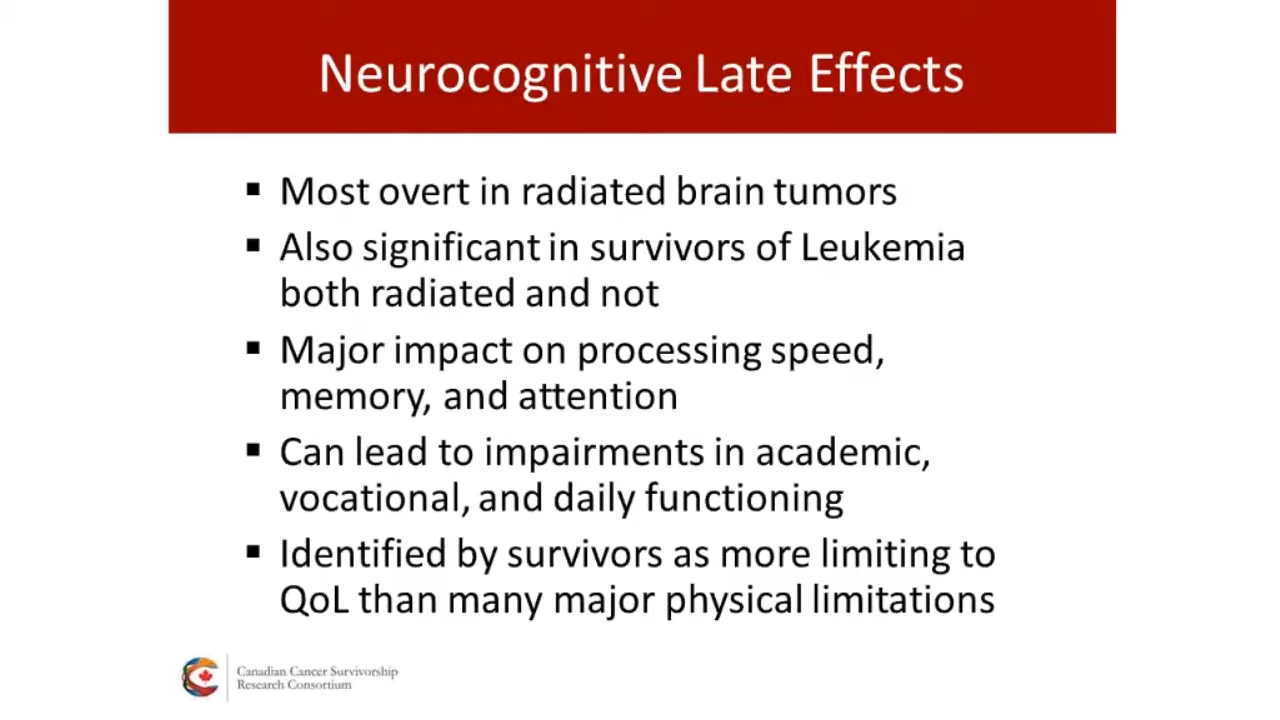 Neurocognitive Late Effects
▪ Most overt in radiated brain tumors
▪ Also significant in survivors of Leukemia
both radiated and not
▪ Major impact on processing speed,
memory, and attention
▪ Can lead to impairments in academic,
vocational, and daily functioning
▪ Identified by survivors as more limiting to
QoL than many major physical limitations
Canadian Cancer Survivorship
Research Consortium